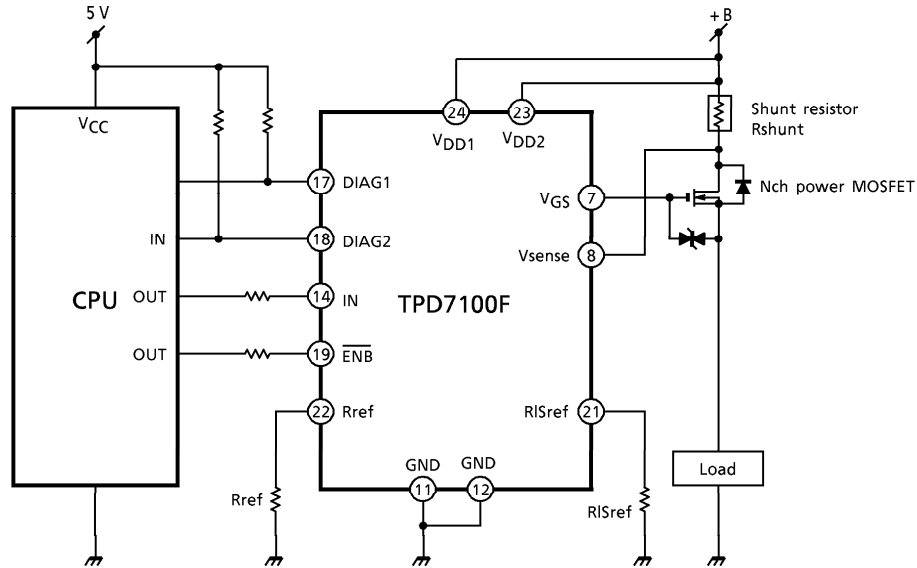 5 V
+ B
VCC
24
23
VDD1
VDD2
Shunt resistor
Rshunt
17
DIAG1
VGS
7
Nch power MOSFET
IN
18
DIAG2
Vsense
8
CPU
OUT
14
IN
TPD7100F
OUT
19
ENB
22
Rref
RISref
21
GND
GND
11
12
Load
Rref
RISref